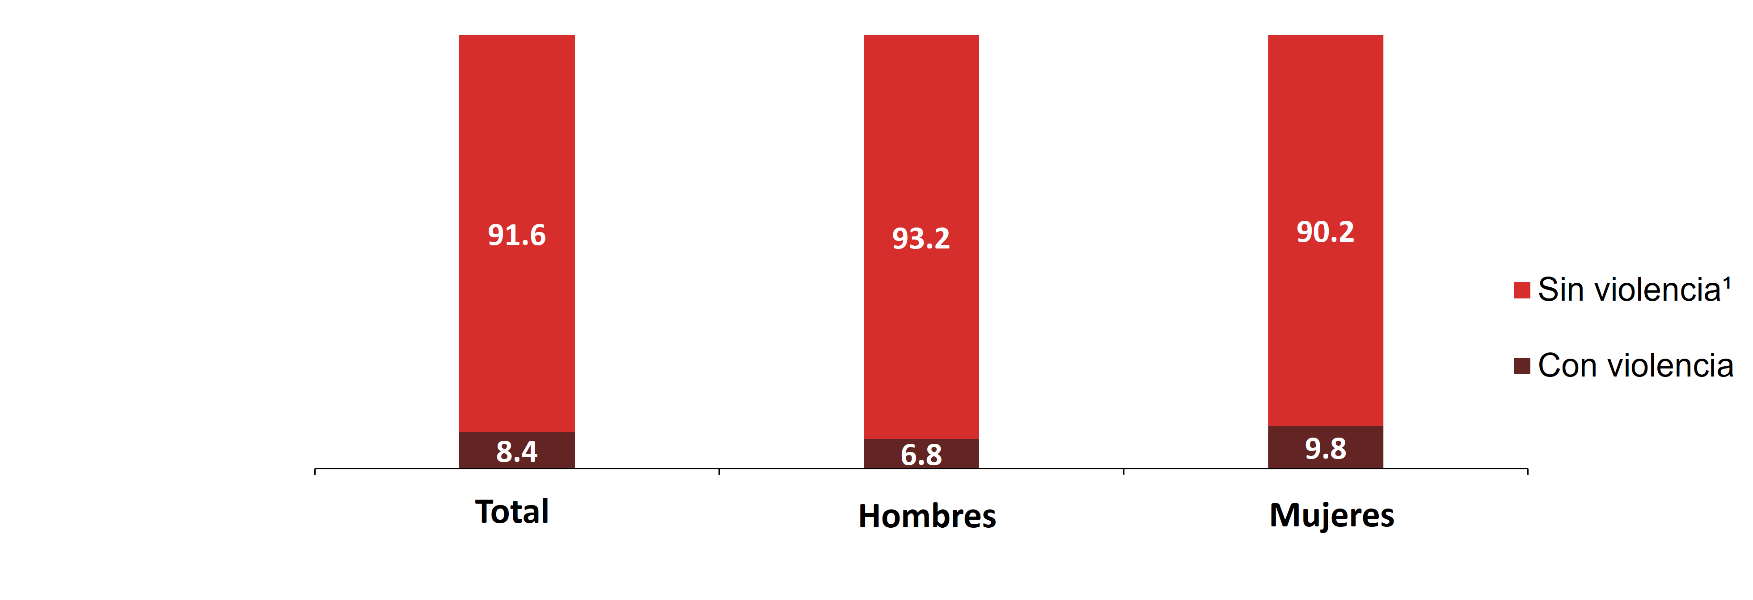 91.6
93.2
90.2
Sin violencia¹
Con violencia
8.4
6.8
9.8
Total
Hombres
Mujeres